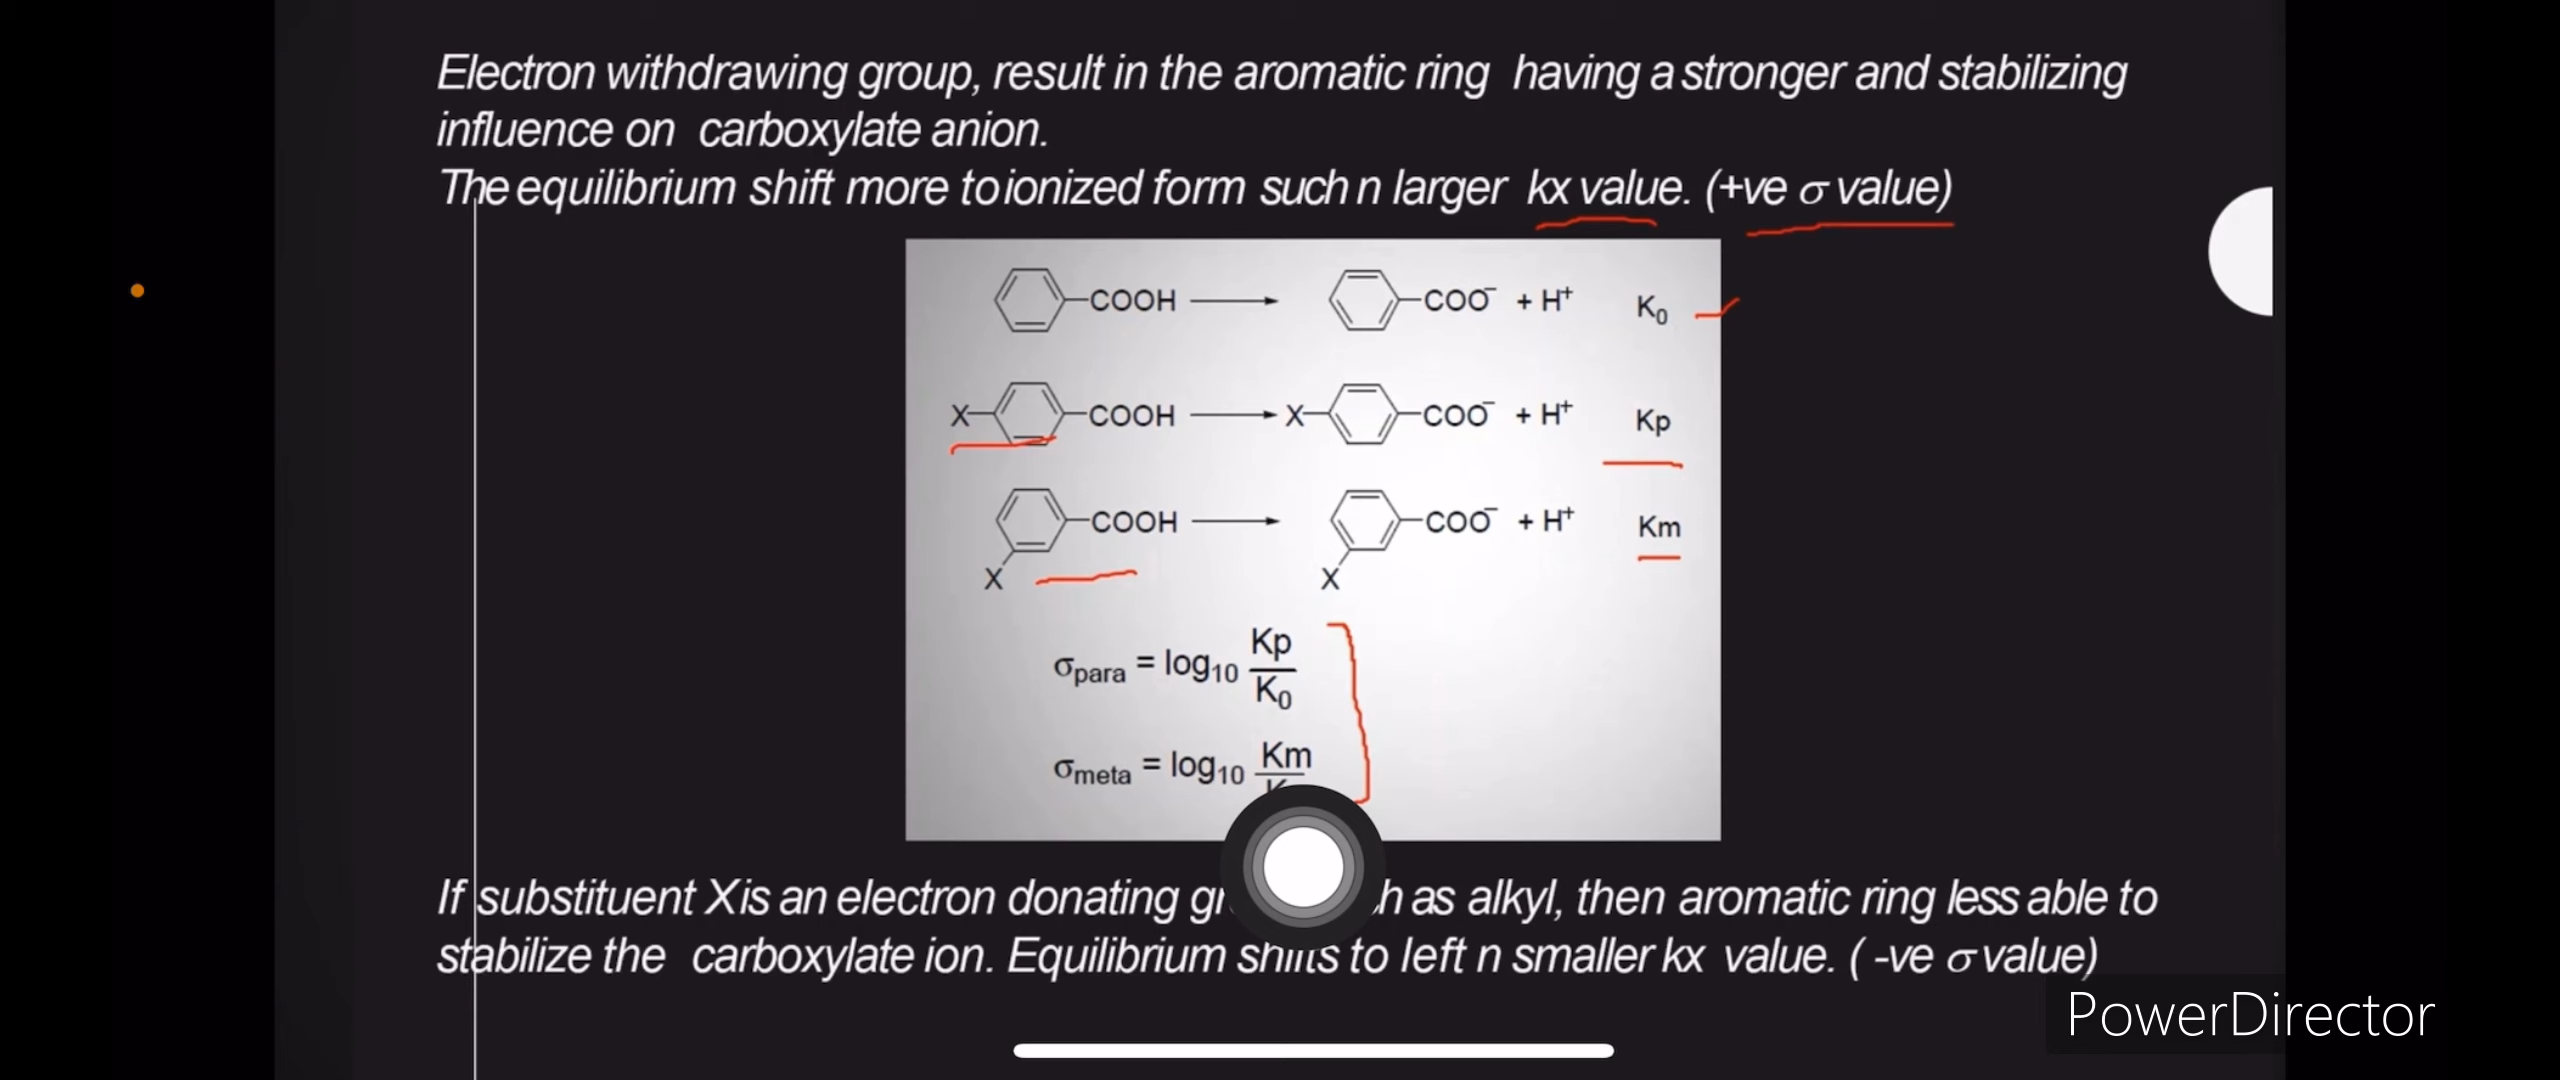 Electron withdrawing group, result in the aromatic ring having a stronger and stabilizing
influence on carboxylate anion.
The equilibrium shift more to ionized form such n larger kx value. (+ve σ value)
COOH COO⁻ + H⁺ K₀
X COOH X COO⁻ + H⁺ Kp
COOH COO⁻ + H⁺ Km
X X
σpara = log₁₀ Kp/K₀
σmeta = log₁₀ Km
If substituent X is an electron donating as alkyl, then aromatic ring less able to
stabilize the carboxylate ion. Equilibrium shifts to left n smaller kx value. ( -ve σ value)
PowerDirector